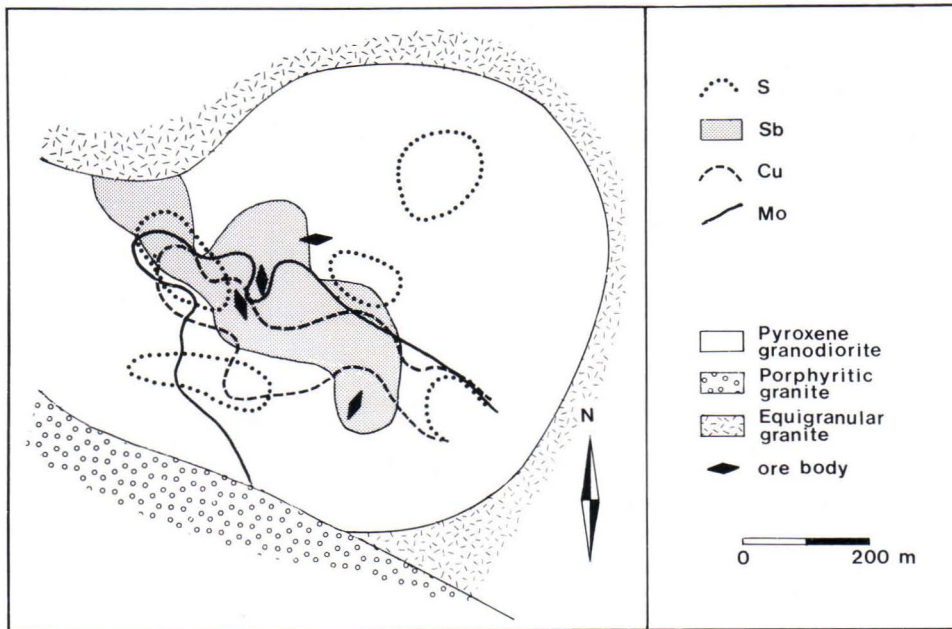 S
Sb
Cu
Mo
Pyroxene
granodiorite
Porphyritic
granite
Equigranular
granite
ore body
N
0 200 m